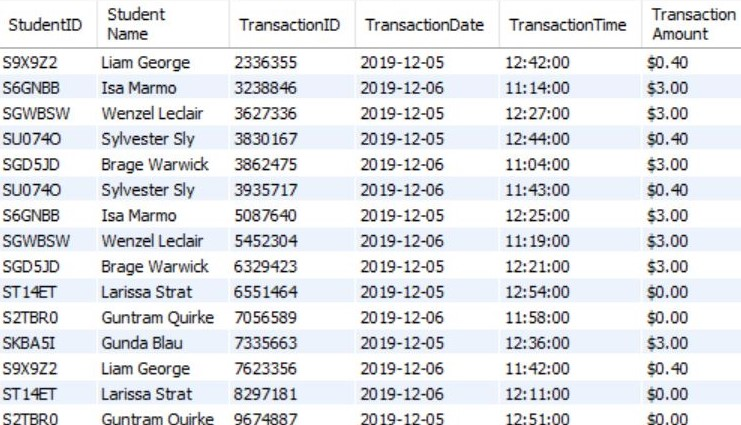 StudentID Student Name TransactionID TransactionDate TransactionTime Transaction Amount
S9X9Z2 Liam George 2336355 2019-12-05 12:42:00 $0.40
S6GNBB Isa Marmo 3238846 2019-12-06 11:14:00 $3.00
SGWBSW Wenzel Leclair 3627336 2019-12-05 12:27:00 $3.00
SU074O Sylvester Sly 3830167 2019-12-05 12:44:00 $0.40
SGD5JD Brage Warwick 3862475 2019-12-06 11:04:00 $3.00
SU074O Sylvester Sly 3935717 2019-12-06 11:43:00 $0.40
S6GNBB Isa Marmo 5087640 2019-12-05 12:25:00 $3.00
SGWBSW Wenzel Leclair 5452304 2019-12-06 11:19:00 $3.00
SGD5JD Brage Warwick 6329423 2019-12-05 12:21:00 $3.00
ST14ET Larissa Strat 6551464 2019-12-05 12:54:00 $0.00
S2TBR0 Guntram Quirke 7056589 2019-12-06 11:58:00 $0.00
SKBA5I Gunda Blau 7335663 2019-12-05 12:36:00 $3.00
S9X9Z2 Liam George 7623356 2019-12-06 11:42:00 $0.40
ST14ET Larissa Strat 8297181 2019-12-06 12:11:00 $0.00
S2TBR0 Guntram Quirke 9674887 2019-12-05 12:51:00 $0.00